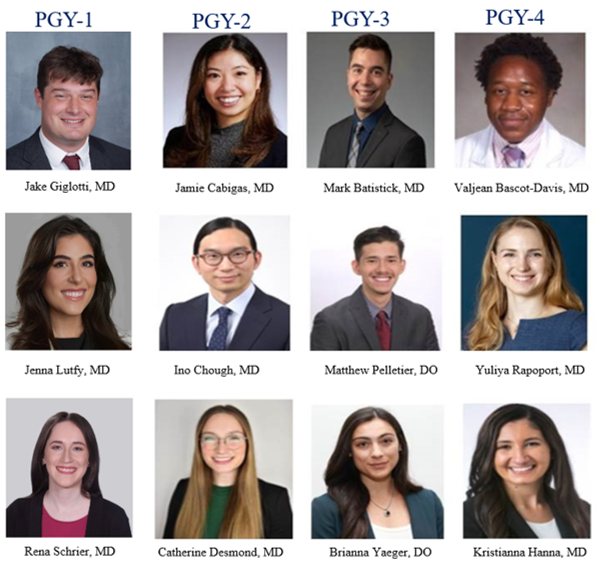 PGY-1 PGY-2 PGY-3 PGY-4
Jake Giglotti, MD Jamie Cabigas, MD Mark Batistick, MD Valjean Bascot-Davis, MD
Jenna Lutfy, MD Ino Chough, MD Matthew Pelletier, DO Yuliya Rapoport, MD
Rena Schrier, MD Catherine Desmond, MD Brianna Yaeger, DO Kristianna Hanna, MD